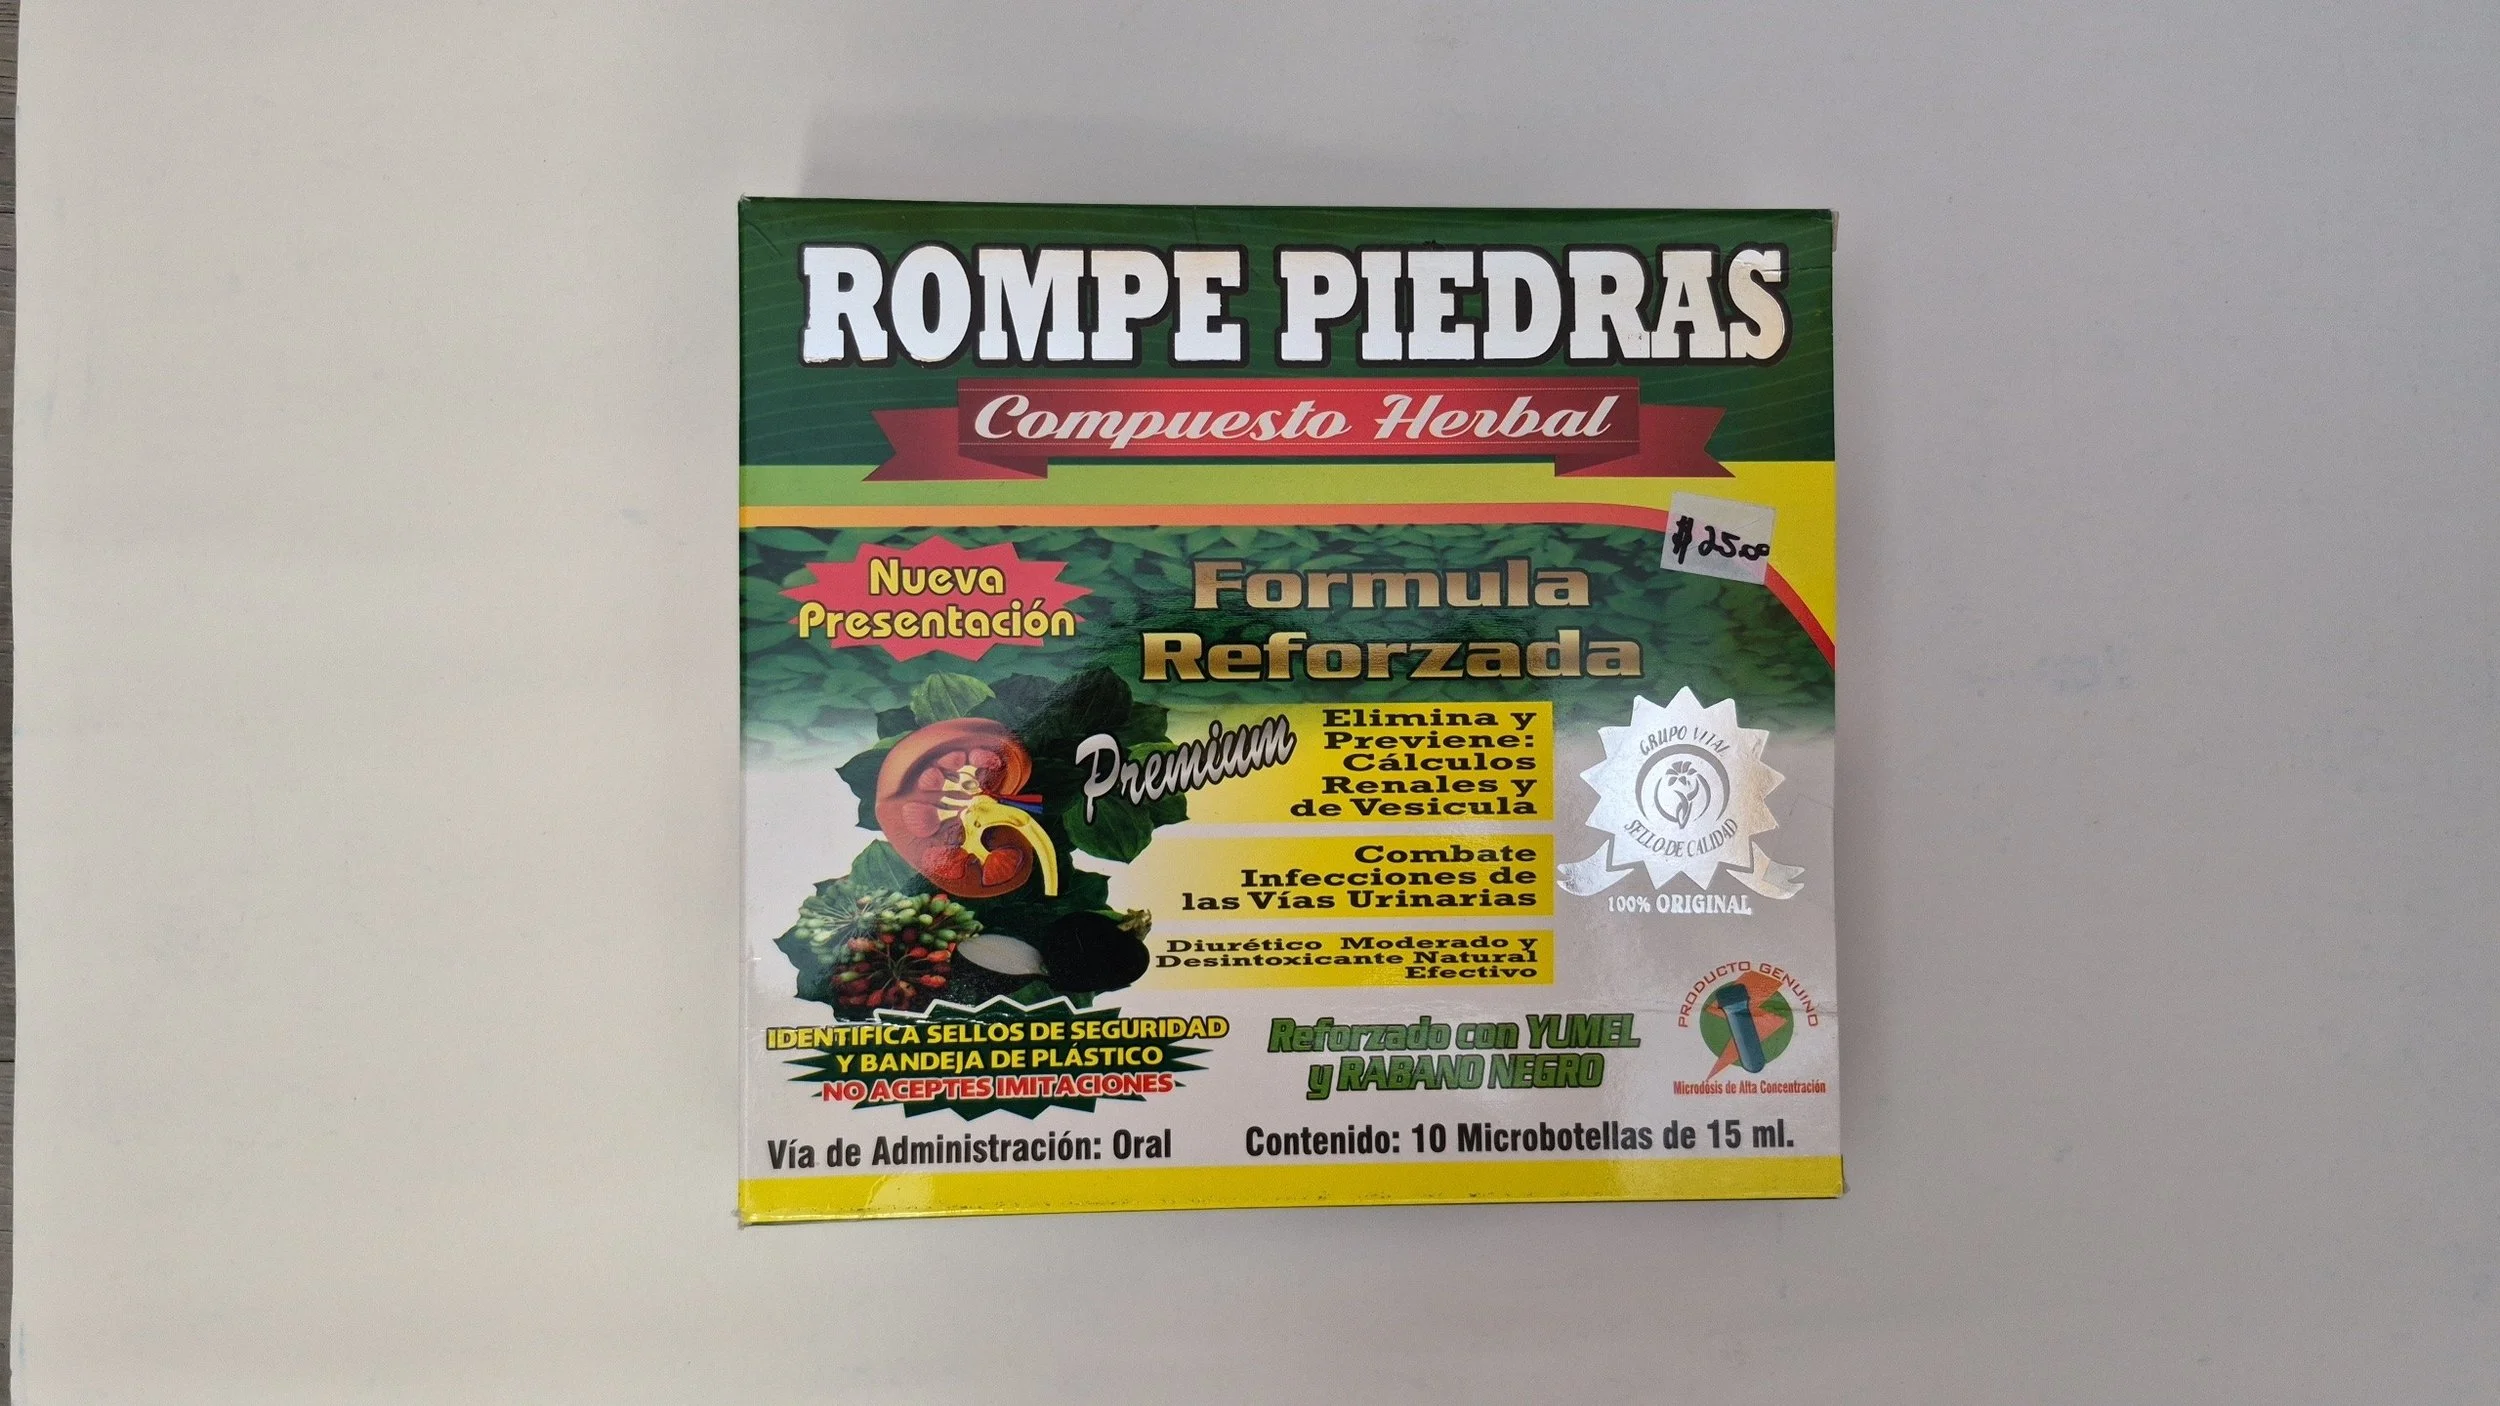 ROMPE PIEDRAS
Compuesto Herbal
$ 25.00
Nueva
Presentación
Formula
Reforzada
Premium
Elimina y
Previene:
Cálculos
Renales y
de Vesicula
Combate
Infecciones de
las Vías Urinarias
Diurético Moderado y
Desintoxicante Natural
Efectivo
GRUPO VITAL
SELLO DE CALIDAD
100% ORIGINAL
IDENTIFICA SELLOS DE SEGURIDAD
Y BANDEJA DE PLÁSTICO
NO ACEPTES IMITACIONES
Reforzado con YUMEL
y RABANO NEGRO
PRODUCTO GENUINO
Microdósis de Alta Concentración
Vía de Administración: Oral
Contenido: 10 Microbotellas de 15 ml.